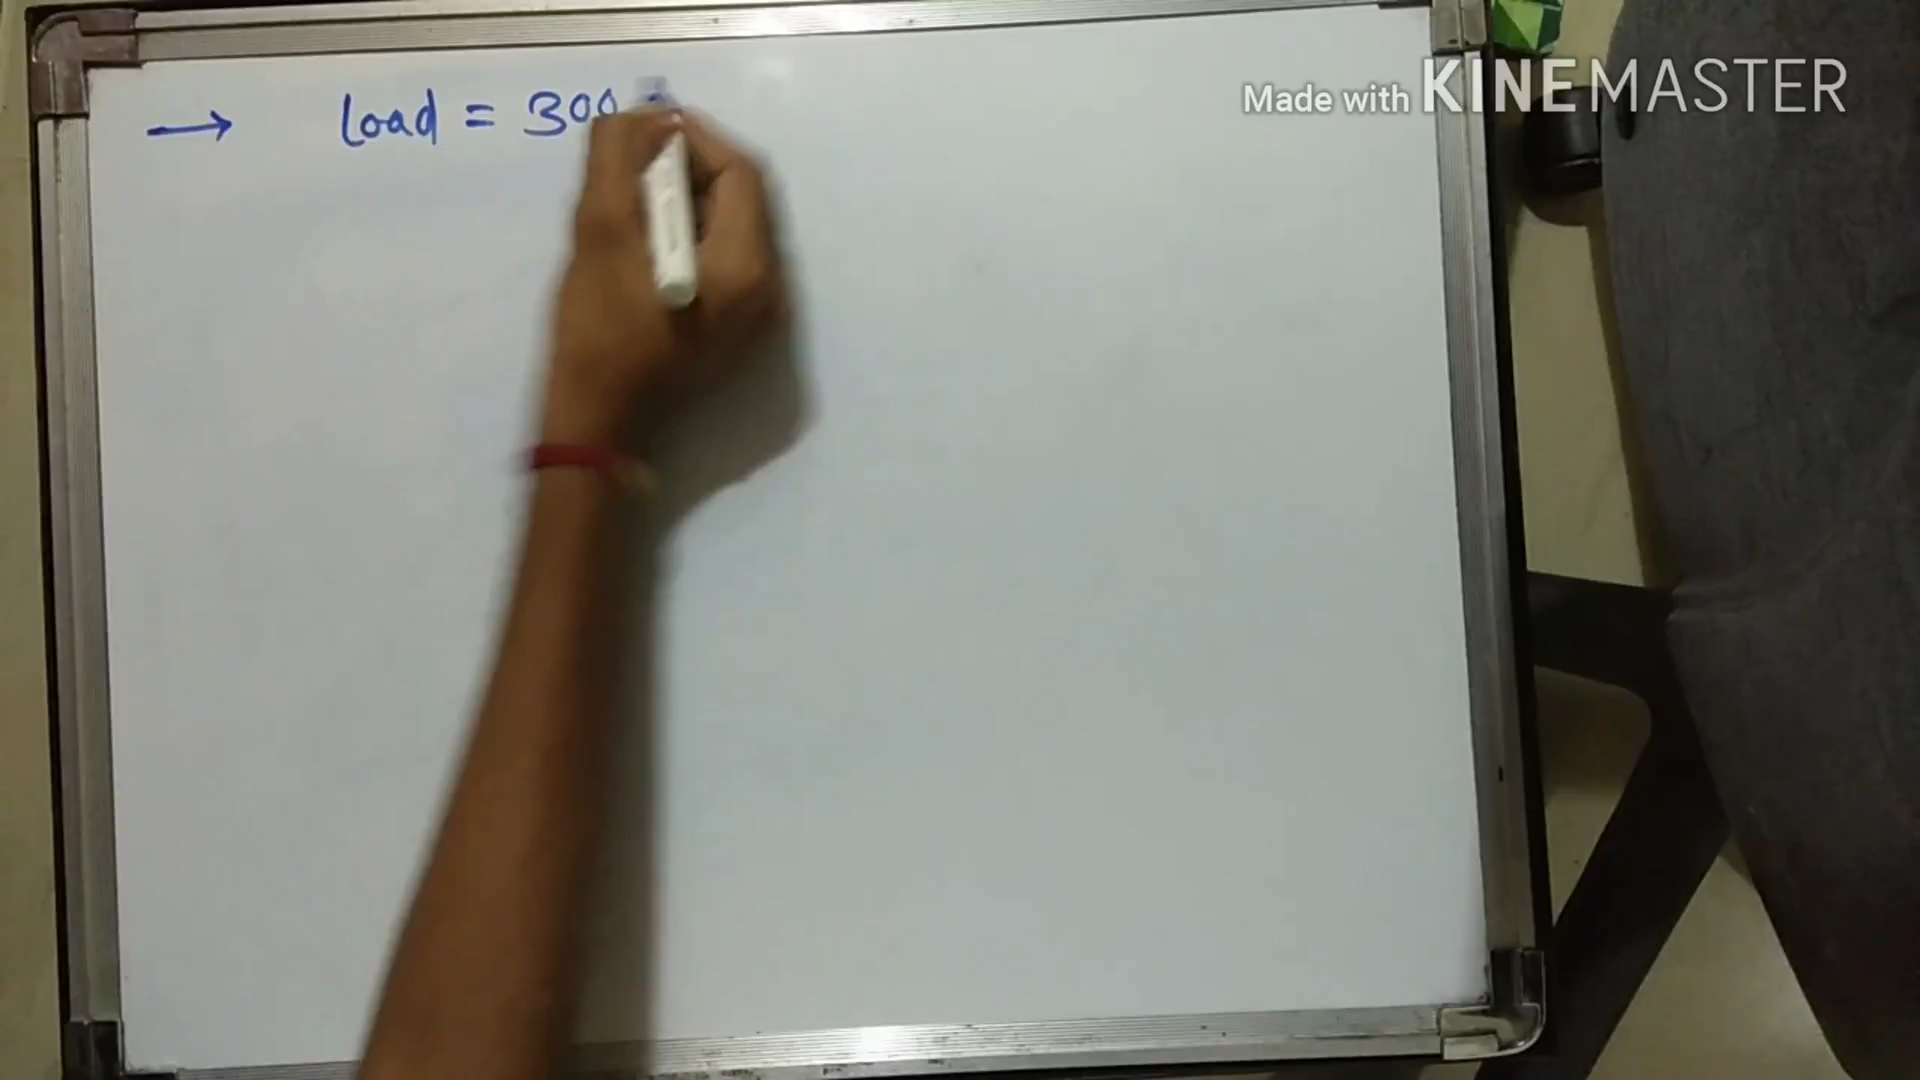 → Load = 300
Made with KINEMASTER